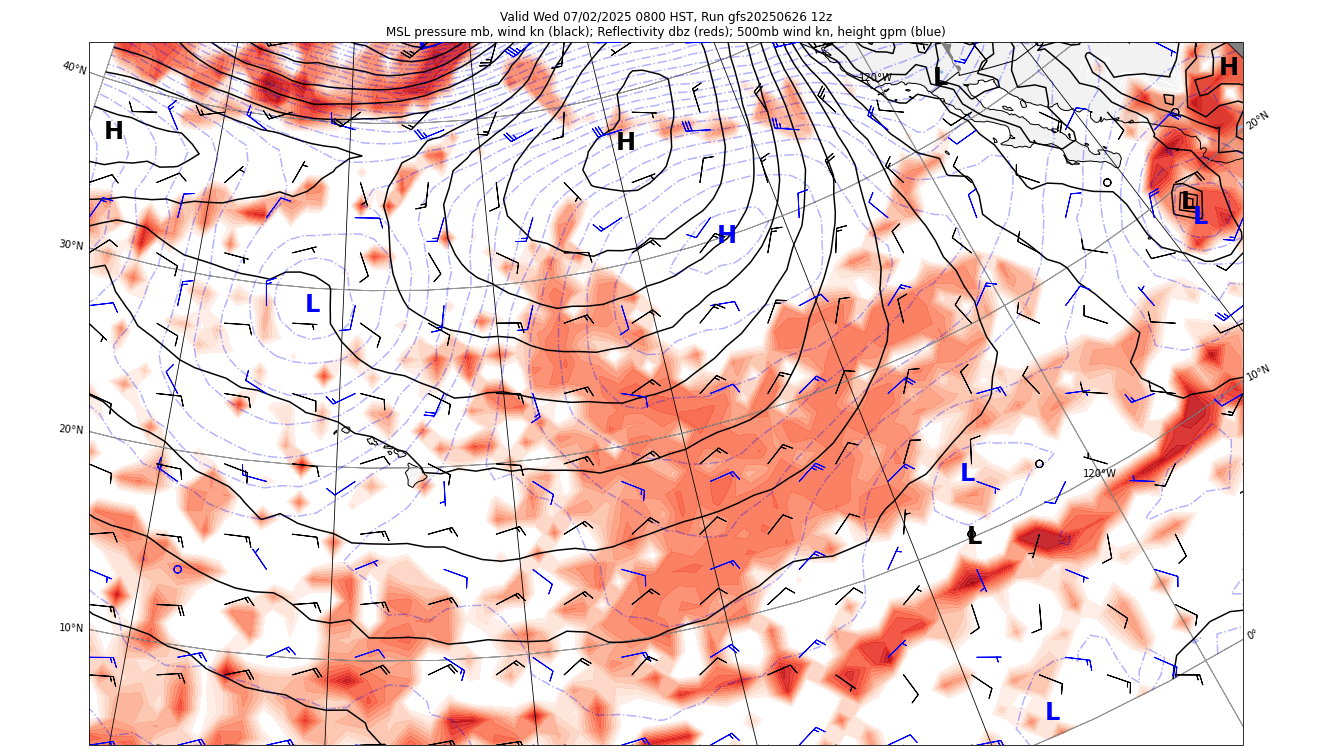 Valid Wed 07/02/2025 0800 HST, Run gfs20250626 12z
MSL pressure mb, wind kn (black); Reflectivity dbz (reds); 500mb wind kn, height gpm (blue)
40°N
120°W
L
H
20°N
H
H
L
L
30°N
H
L
10°N
20°N
L
120°W
L
10°N
0°
L